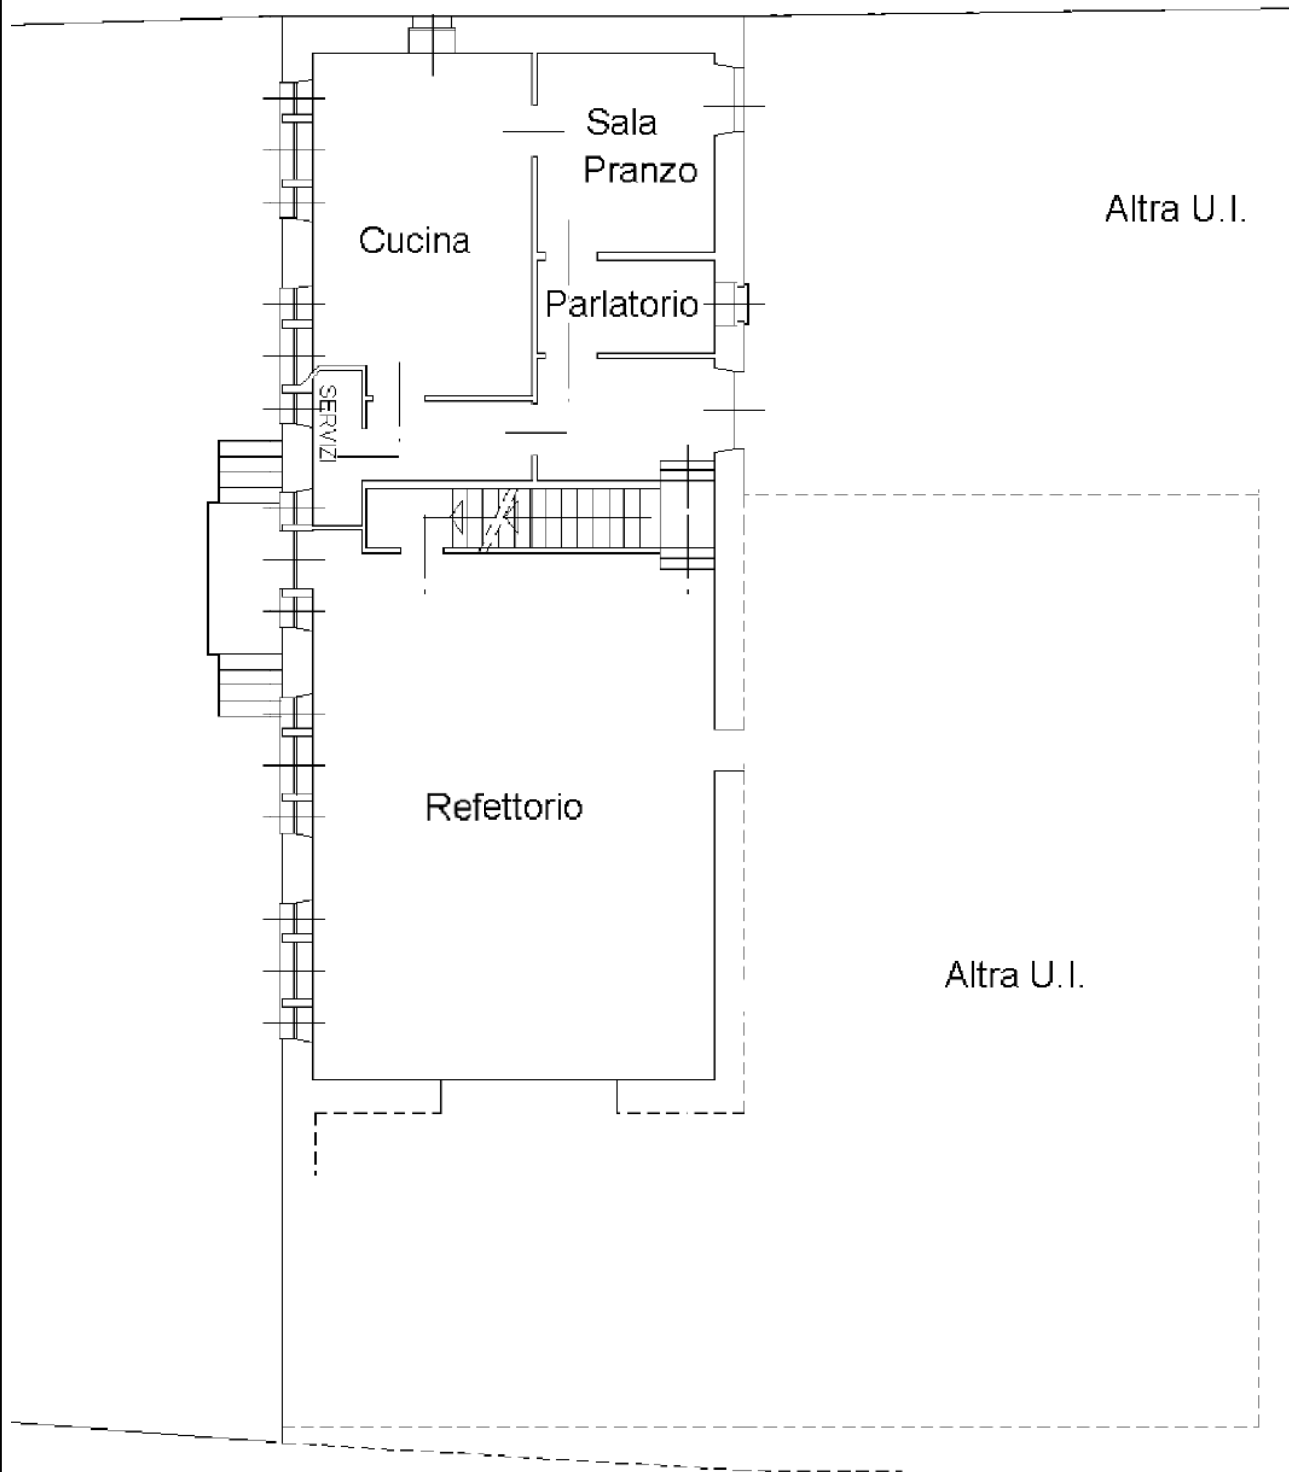 Sala
Pranzo
Altra U.I.
Cucina
Parlatorio
SERVIZI
Refettorio
Altra U.I.